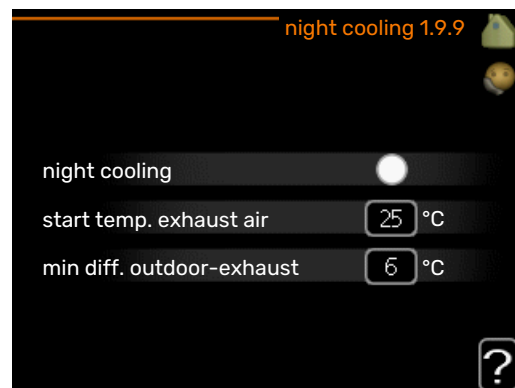 night cooling 1.9.9
night cooling
start temp. exhaust air 25 °C
min diff. outdoor-exhaust 6 °C
?